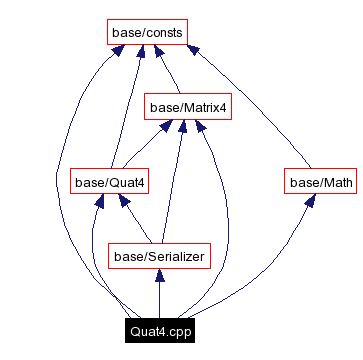 base/consts
base/Matrix4
base/Quat4
base/Math
base/Serializer
Quat4.cpp